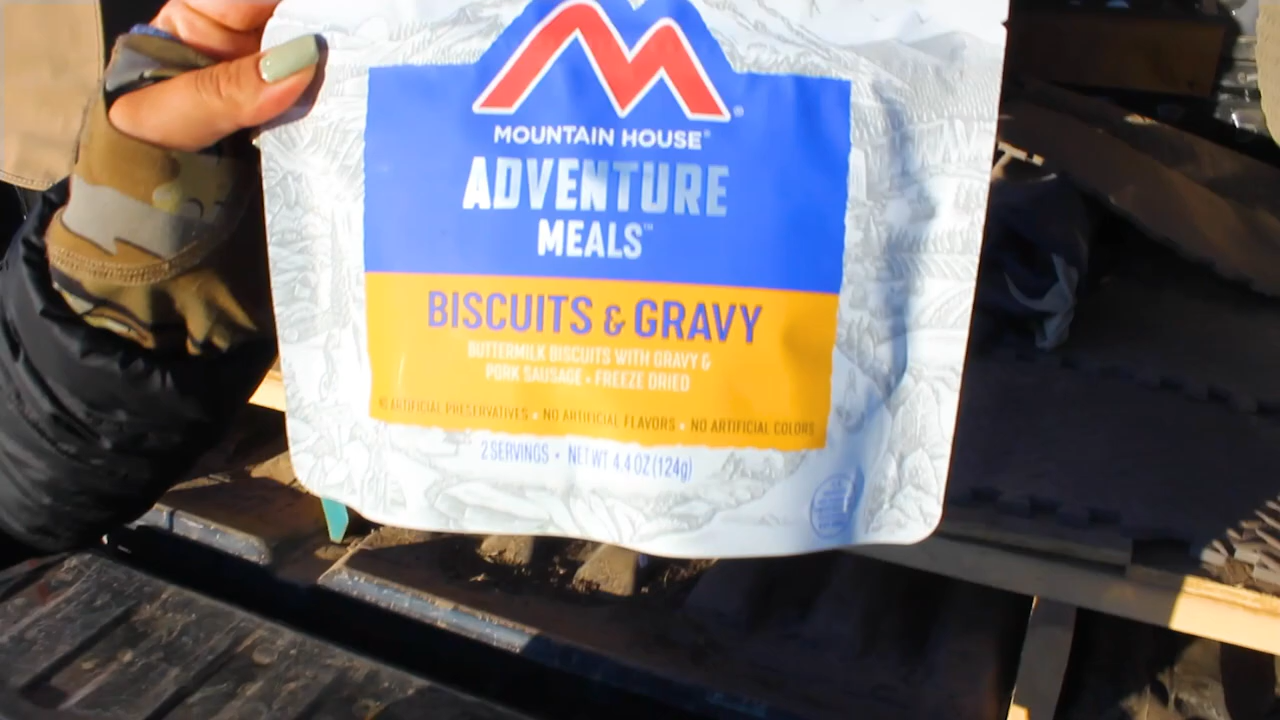 MOUNTAIN HOUSE®
ADVENTURE
MEALS™
BISCUITS & GRAVY
BUTTERMILK BISCUITS WITH GRAVY &
PORK SAUSAGE • FREEZE DRIED
ARTIFICIAL PRESERVATIVES • NO ARTIFICIAL FLAVORS • NO ARTIFICIAL COLORS
2 SERVINGS • NET WT 4.4 OZ (124g)